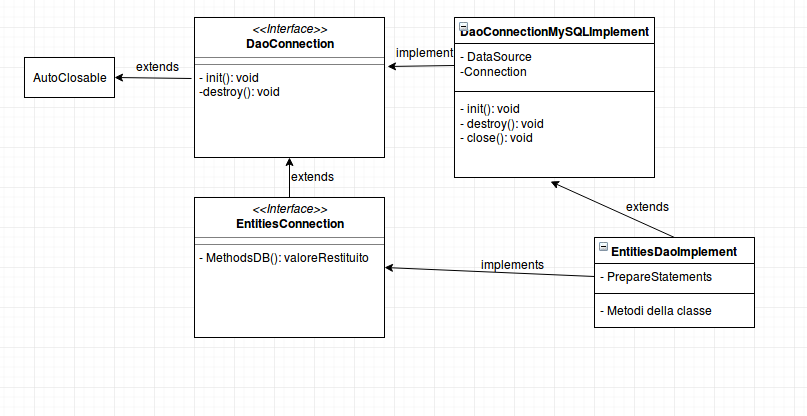 <<Interface>>
DaoConnection
- init(): void
-destroy(): void
extends
AutoClosable
implement
DaoConnectionMySQLImplement
- DataSource
-Connection
- init(): void
- destroy(): void
- close(): void
extends
<<Interface>>
EntitiesConnection
- MethodsDB(): valoreRestituito
implements
extends
EntitiesDaoImplement
- PrepareStatements
- Metodi della classe